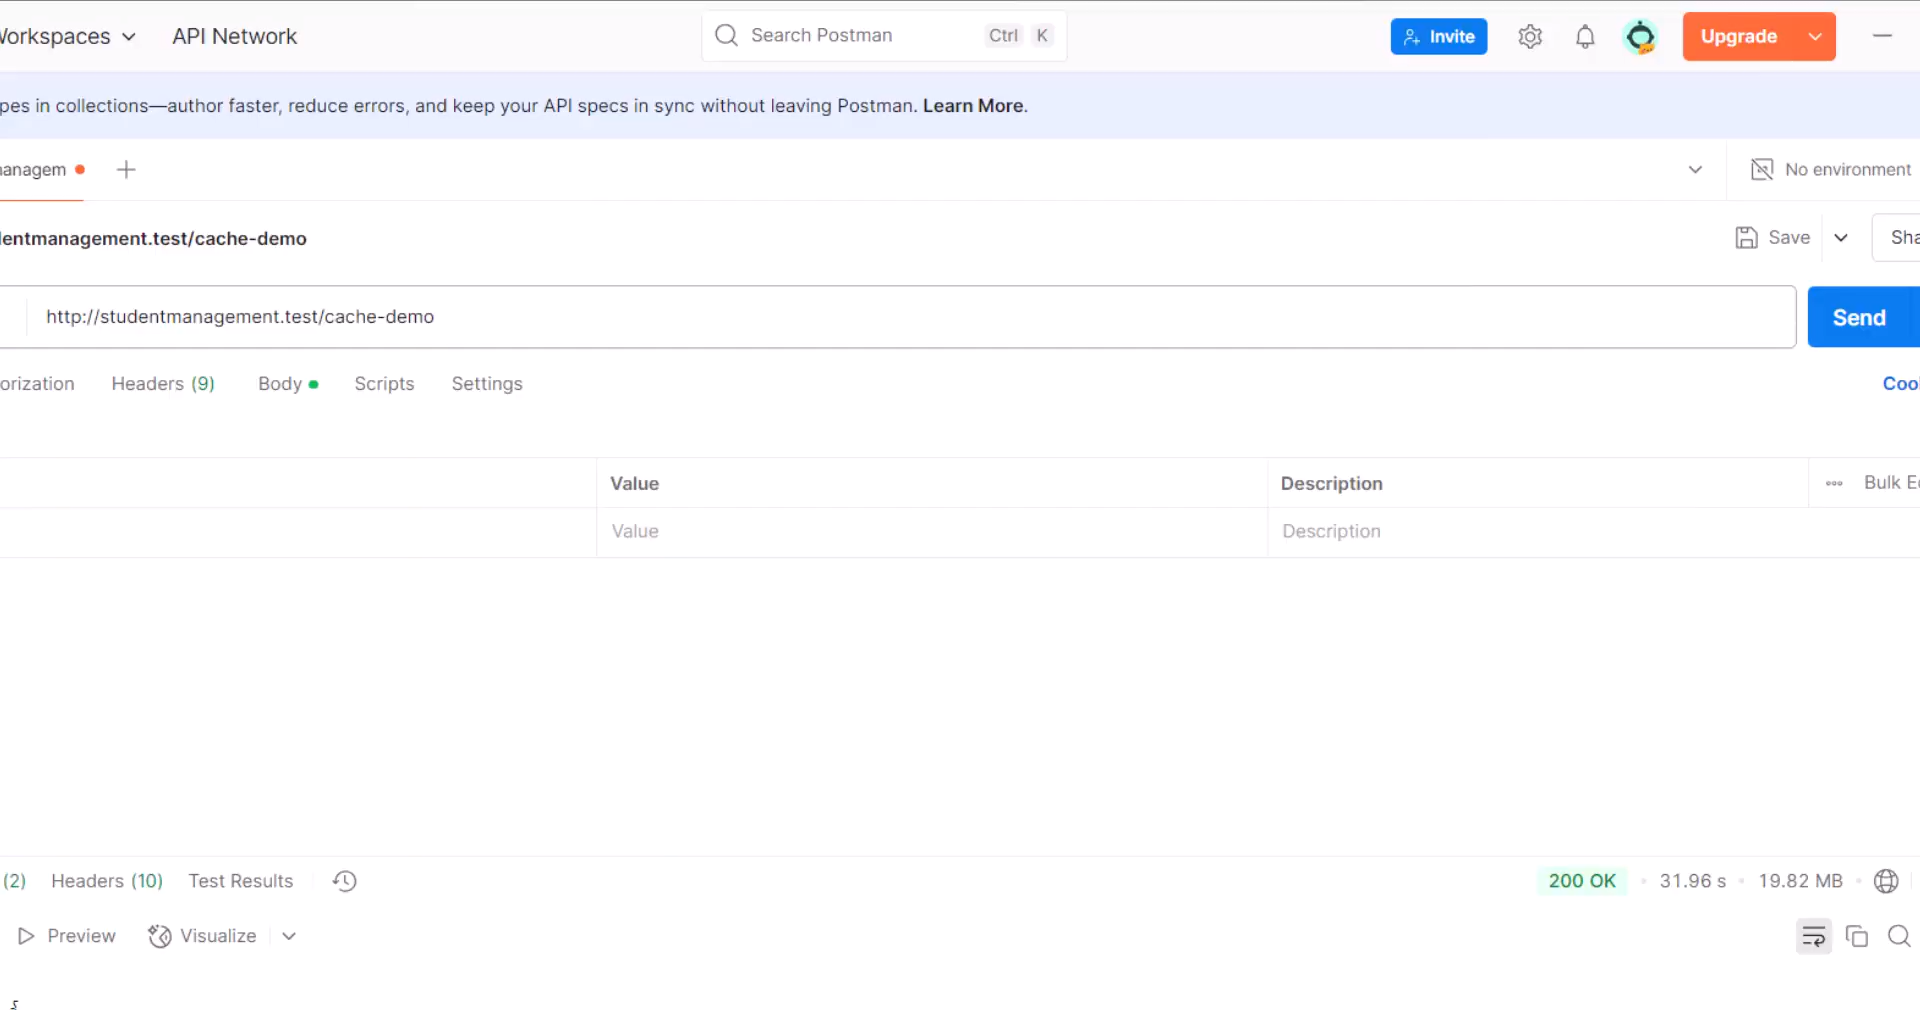 Workspaces API Network Search Postman Ctrl K Invite Upgrade
pes in collections—author faster, reduce errors, and keep your API specs in sync without leaving Postman. Learn More.
anagem No environment
entmanagement.test/cache-demo Save Sha
http://studentmanagement.test/cache-demo Send
orization Headers (9) Body Scripts Settings Coo
Value Description Bulk E
Value Description
(2) Headers (10) Test Results 200 OK 31.96 s 19.82 MB
Preview Visualize